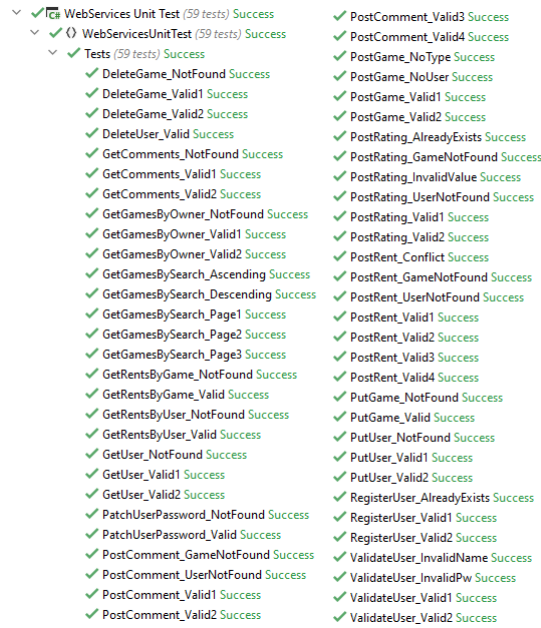 WebServices Unit Test (59 tests) Success
WebServicesUnitTest (59 tests) Success
Tests (59 tests) Success
DeleteGame_NotFound Success
DeleteGame_Valid1 Success
DeleteGame_Valid2 Success
DeleteUser_Valid Success
GetComments_NotFound Success
GetComments_Valid1 Success
GetComments_Valid2 Success
GetGamesByOwner_NotFound Success
GetGamesByOwner_Valid1 Success
GetGamesByOwner_Valid2 Success
GetGamesBySearch_Ascending Success
GetGamesBySearch_Descending Success
GetGamesBySearch_Page1 Success
GetGamesBySearch_Page2 Success
GetGamesBySearch_Page3 Success
GetRentsByGame_NotFound Success
GetRentsByGame_Valid Success
GetRentsByUser_NotFound Success
GetRentsByUser_Valid Success
GetUser_NotFound Success
GetUser_Valid1 Success
GetUser_Valid2 Success
PatchUserPassword_NotFound Success
PatchUserPassword_Valid Success
PostComment_GameNotFound Success
PostComment_UserNotFound Success
PostComment_Valid1 Success
PostComment_Valid2 Success
PostComment_Valid3 Success
PostComment_Valid4 Success
PostGame_NoType Success
PostGame_NoUser Success
PostGame_Valid1 Success
PostGame_Valid2 Success
PostRating_AlreadyExists Success
PostRating_GameNotFound Success
PostRating_InvalidValue Success
PostRating_UserNotFound Success
PostRating_Valid1 Success
PostRating_Valid2 Success
PostRent_Conflict Success
PostRent_GameNotFound Success
PostRent_UserNotFound Success
PostRent_Valid1 Success
PostRent_Valid2 Success
PostRent_Valid3 Success
PostRent_Valid4 Success
PutGame_NotFound Success
PutGame_Valid Success
PutUser_NotFound Success
PutUser_Valid1 Success
PutUser_Valid2 Success
RegisterUser_AlreadyExists Success
RegisterUser_Valid1 Success
RegisterUser_Valid2 Success
ValidateUser_InvalidName Success
ValidateUser_InvalidPw Success
ValidateUser_Valid1 Success
ValidateUser_Valid2 Success